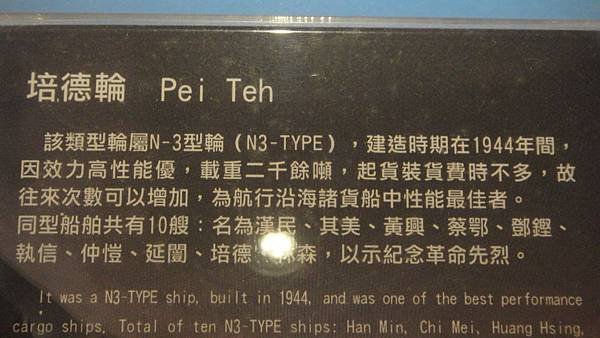 培德輪 Pei Teh
該類型輪屬N-3型輪（N3-TYPE），建造時期在1944年間，
因效力高性能優，載重二千餘噸，起貨裝貨費時不多，故
往來次數可以增加，為航行沿海諸貨船中性能最佳者。
同型船舶共有10艘：名為漢民、其美、黃興、蔡鄂、鄧鏗、
執信、仲愷、延闓、培德、森，以示紀念革命先烈。
It was a N3-TYPE ship, built in 1944, and was one of the best performance
cargo ships. Total of ten N3-TYPE ships: Han Min, Chi Mei, Huang Hsing,